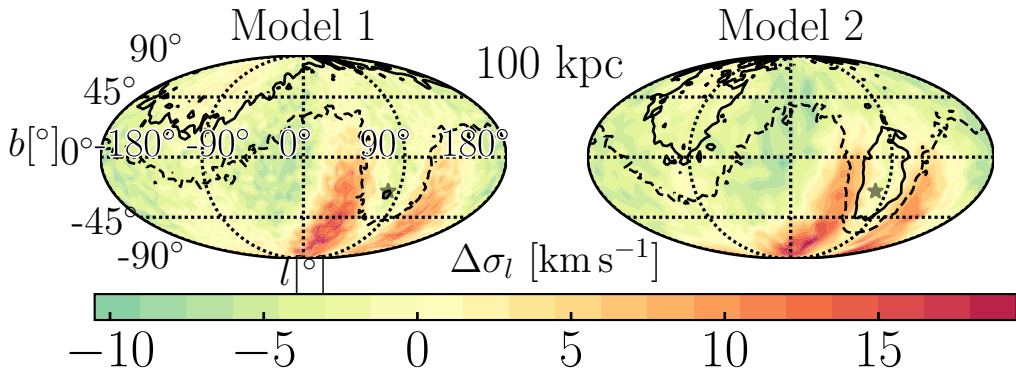 Model 1 Model 2
90° 100 kpc
45°
b[°] 0° -180° -90° 0° 90° 180°
-45°
-90° l[°] Δσ_l [km s⁻¹]
−10 −5 0 5 10 15